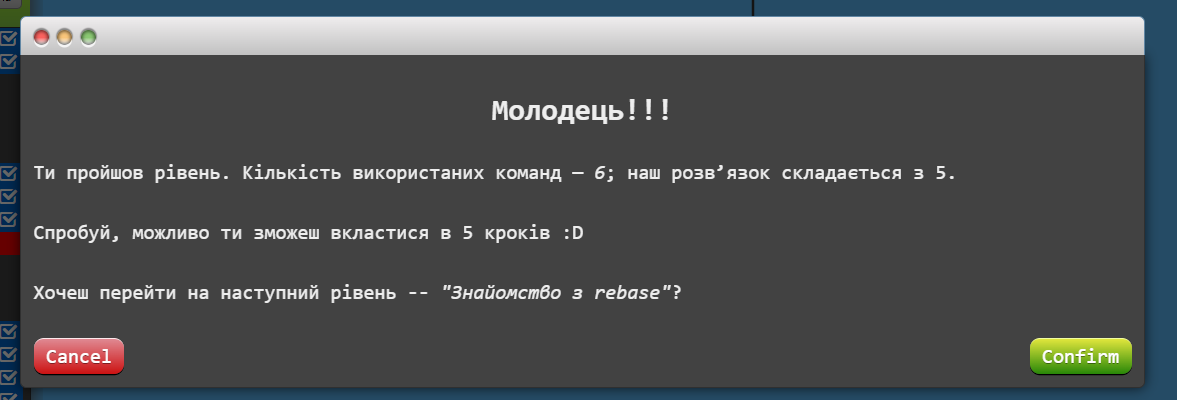 Молодець!!!
Ти пройшов рівень. Кількість використаних команд — 6; наш розв’язок складається з 5.
Спробуй, можливо ти зможеш вкластися в 5 кроків :D
Хочеш перейти на наступний рівень -- "Знайомство з rebase"?
Cancel
Confirm